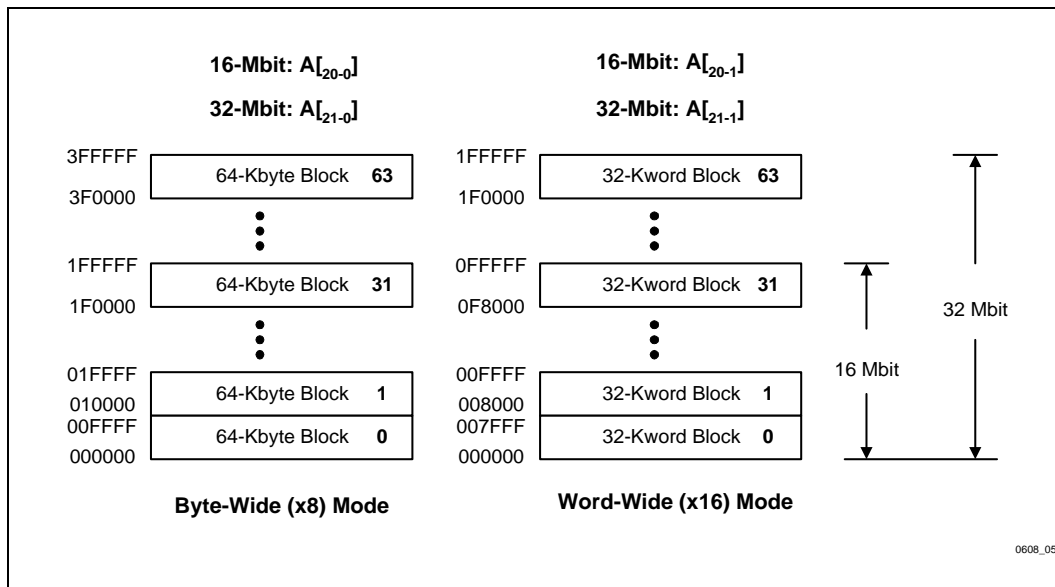 16-Mbit: A[20-0]
32-Mbit: A[21-0]
16-Mbit: A[20-1]
32-Mbit: A[21-1]
3FFFFF
64-Kbyte Block 63
3F0000
1FFFFF
64-Kbyte Block 31
1F0000
01FFFF
64-Kbyte Block 1
010000
00FFFF
64-Kbyte Block 0
000000
Byte-Wide (x8) Mode
1FFFFF
32-Kword Block 63
1F0000
0FFFFF
32-Kword Block 31
0F8000
00FFFF
32-Kword Block 1
008000
007FFF
32-Kword Block 0
000000
Word-Wide (x16) Mode
16 Mbit
32 Mbit
0608_05